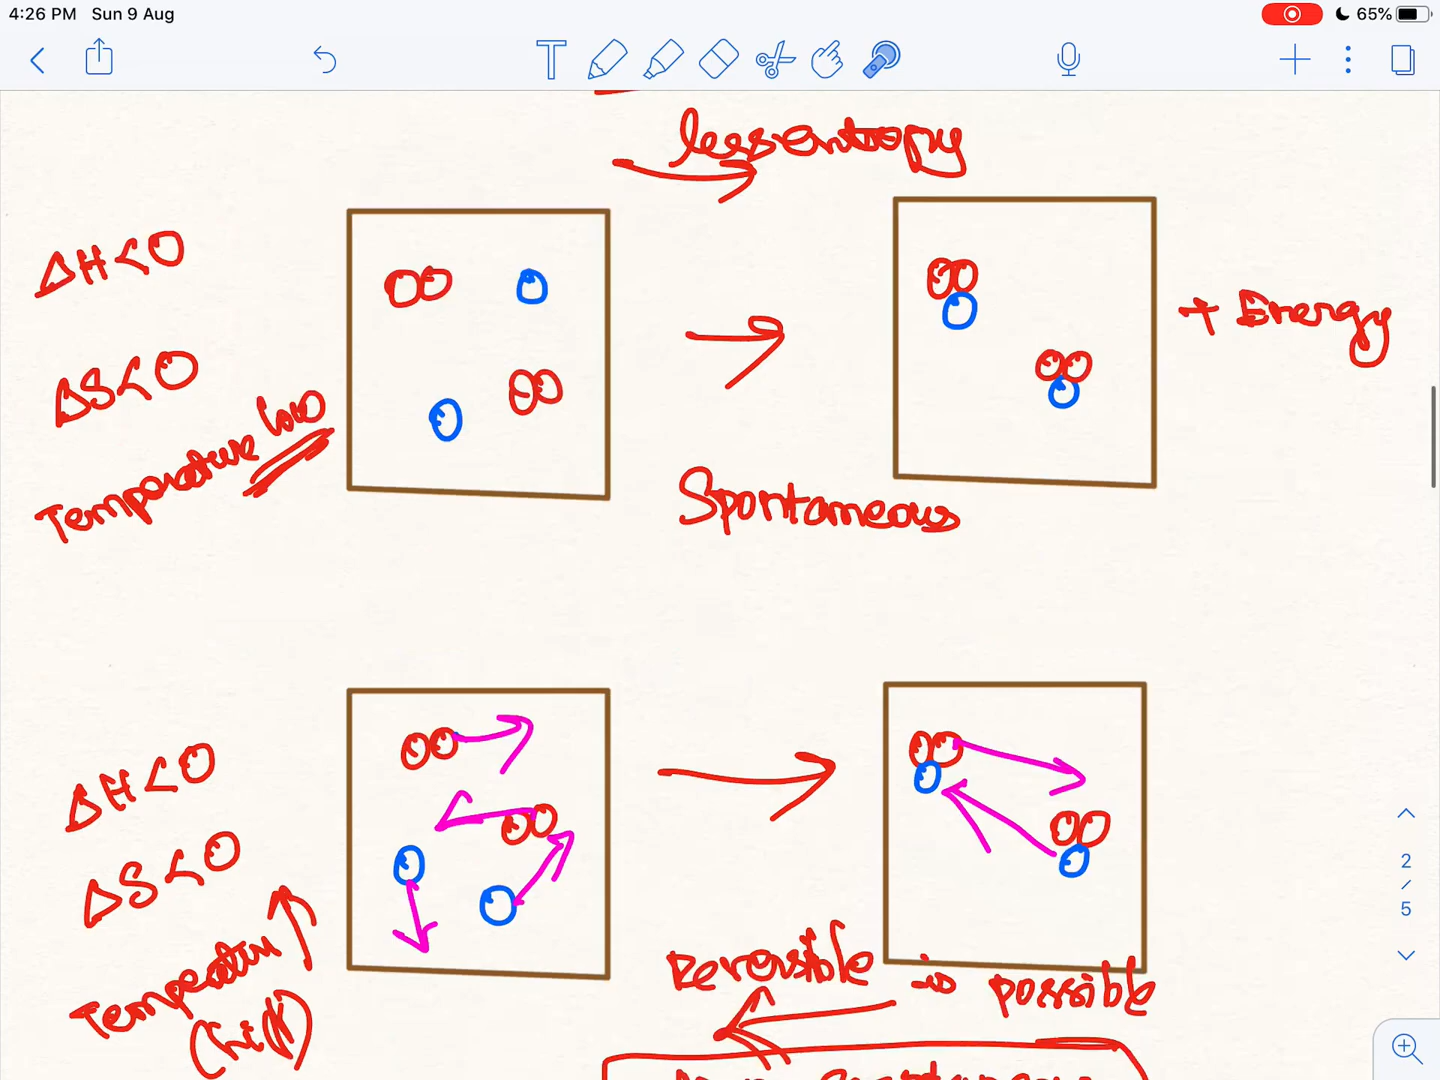 4:26 PM Sun 9 Aug
65%
T
less entropy
ΔH<0
ΔS<0
Temperature low
+ Energy
Spontaneous
ΔH<0
ΔS<0
(high)
Reversible is possible
2
/
5